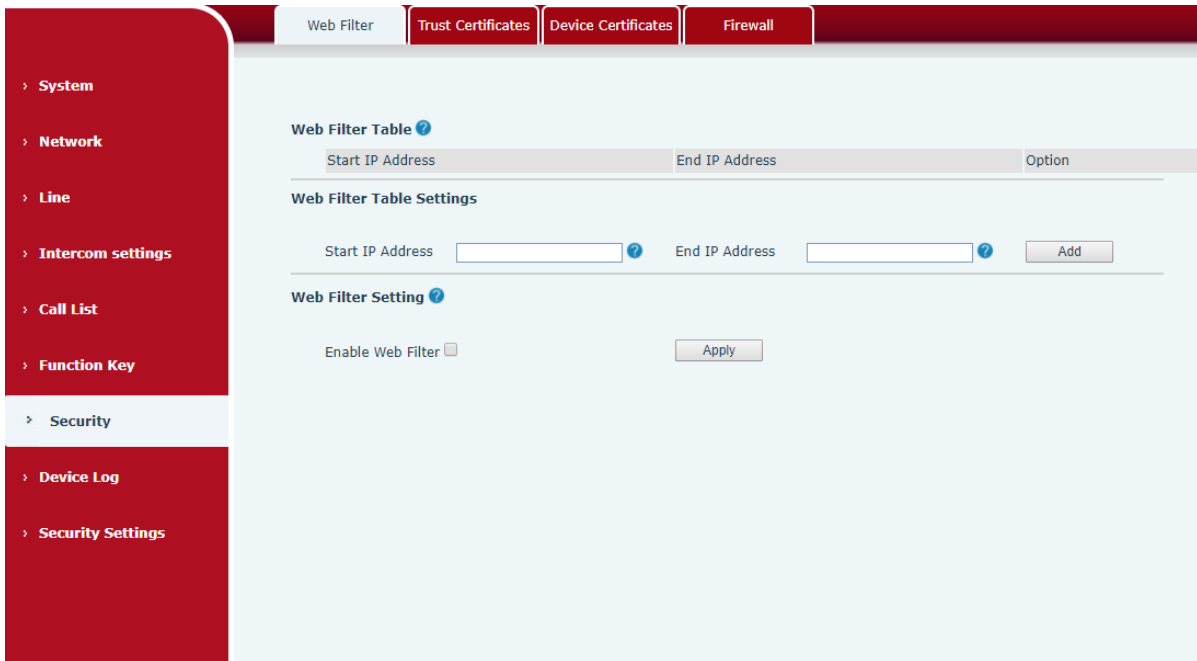 Web Filter
Trust Certificates
Device Certificates
Firewall
System
Network
Line
Intercom settings
Call List
Function Key
Security
Device Log
Security Settings
Web Filter Table ?
Start IP Address End IP Address Option
Web Filter Table Settings
Start IP Address ? End IP Address ? Add
Web Filter Setting ?
Enable Web Filter Apply